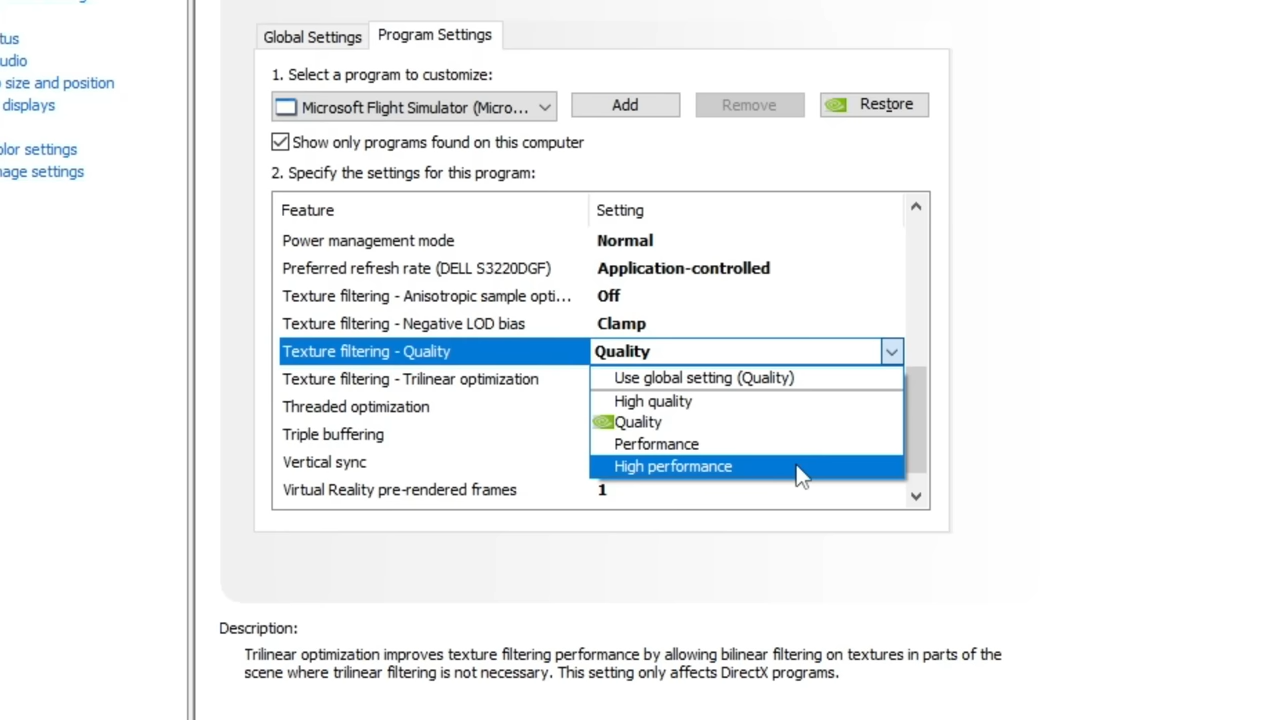 Global Settings
Program Settings
1. Select a program to customize:
Microsoft Flight Simulator (Micro...
Add
Remove
Restore
Show only programs found on this computer
2. Specify the settings for this program:
Feature Setting
Power management mode Normal
Preferred refresh rate (DELL S3220DGF) Application-controlled
Texture filtering - Anisotropic sample opti... Off
Texture filtering - Negative LOD bias Clamp
Texture filtering - Quality Quality
Texture filtering - Trilinear optimization
Threaded optimization
Triple buffering
Vertical sync
Virtual Reality pre-rendered frames 1
Use global setting (Quality)
High quality
Quality
Performance
High performance
tus
udio
size and position
displays
olor settings
nage settings
Description:
Trilinear optimization improves texture filtering performance by allowing bilinear filtering on textures in parts of the
scene where trilinear filtering is not necessary. This setting only affects DirectX programs.